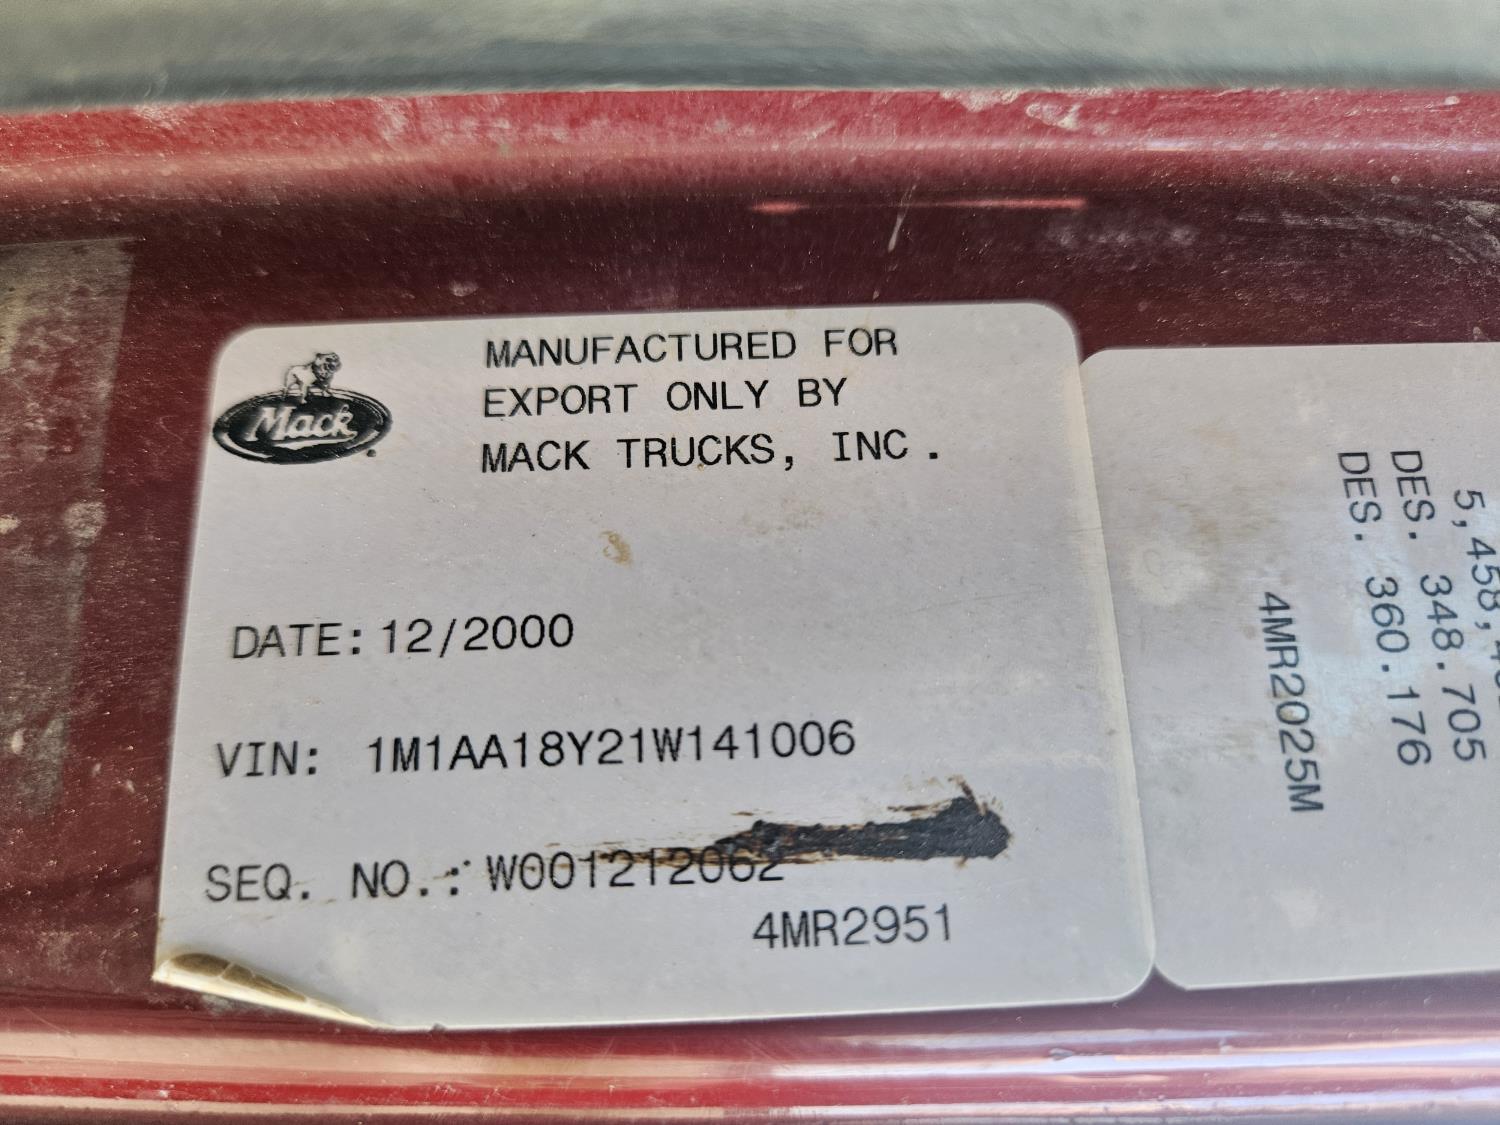 Mack
MANUFACTURED FOR
EXPORT ONLY BY
MACK TRUCKS, INC.
DATE: 12/2000
VIN: 1M1AA18Y21W141006
SEQ. NO.: W001212062
4MR2951
DES. 348.705
DES. 360.176
4MR2025M